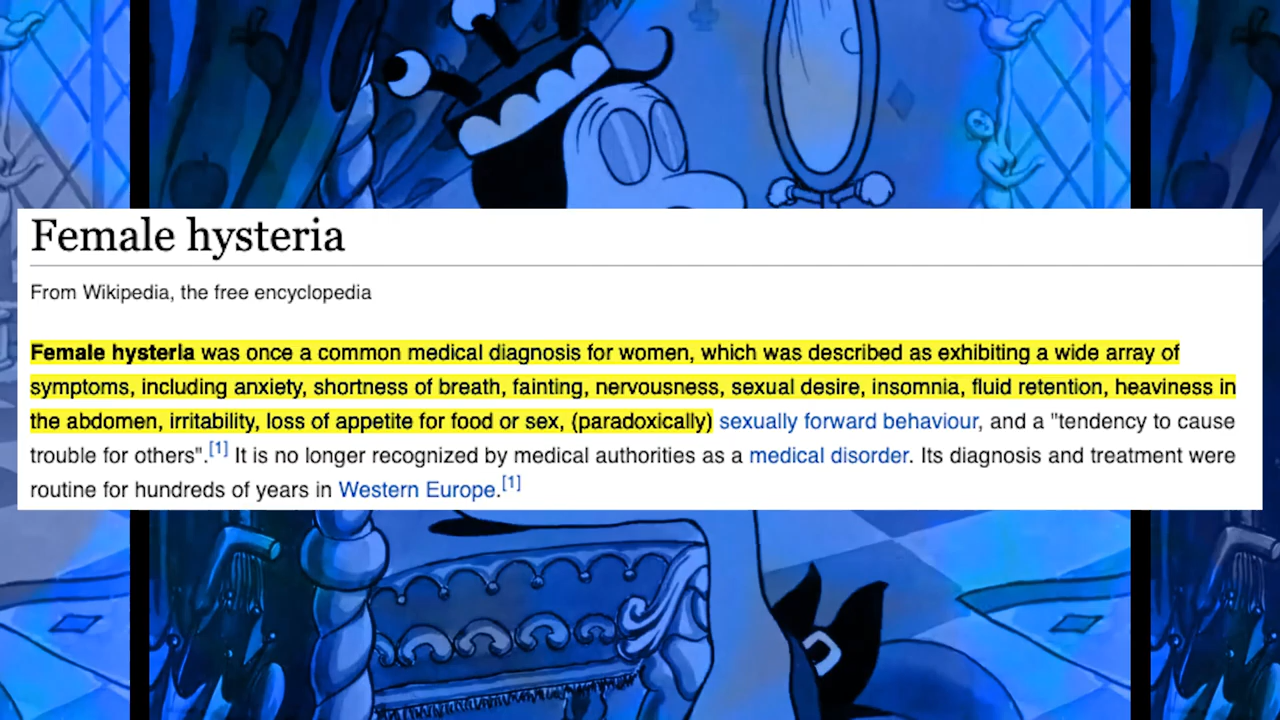 Female hysteria
From Wikipedia, the free encyclopedia
Female hysteria was once a common medical diagnosis for women, which was described as exhibiting a wide array of
symptoms, including anxiety, shortness of breath, fainting, nervousness, sexual desire, insomnia, fluid retention, heaviness in
the abdomen, irritability, loss of appetite for food or sex, (paradoxically) sexually forward behaviour, and a "tendency to cause
trouble for others".[1] It is no longer recognized by medical authorities as a medical disorder. Its diagnosis and treatment were
routine for hundreds of years in Western Europe.[1]